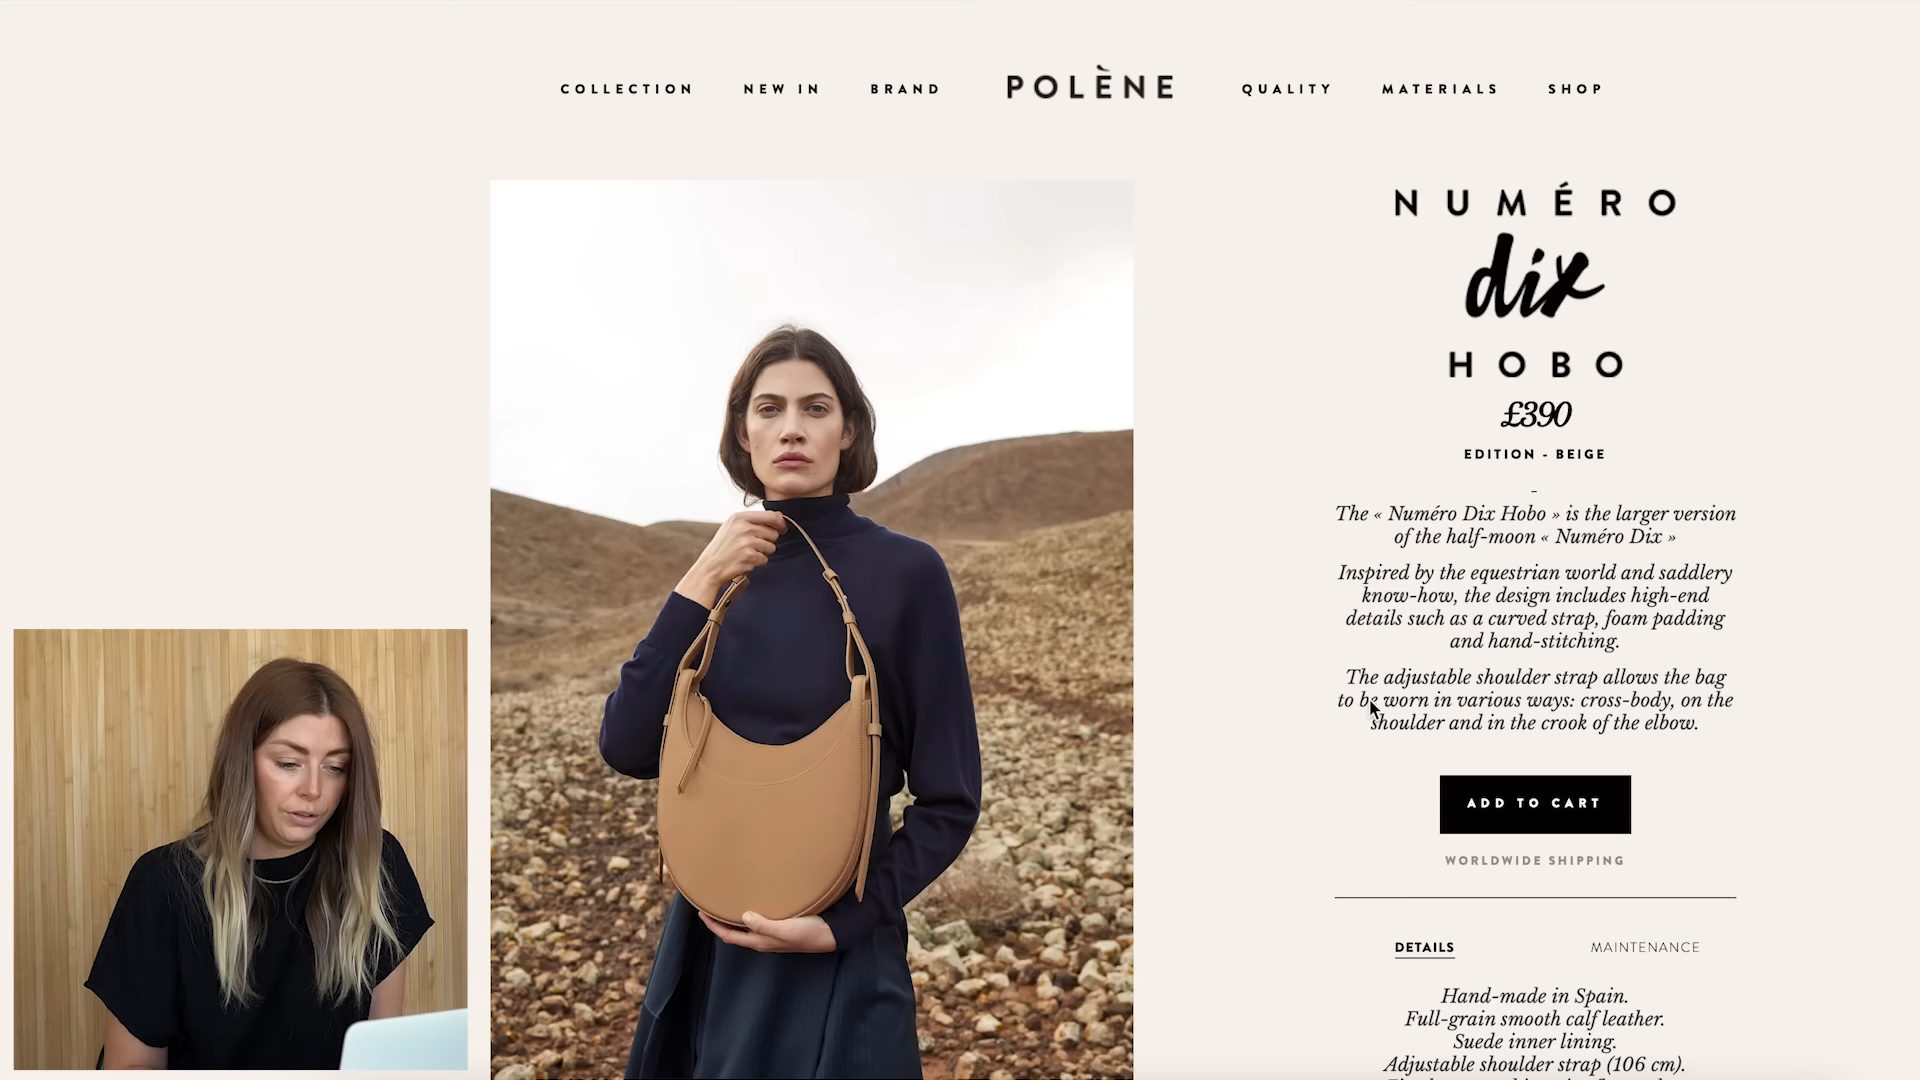 COLLECTION NEW IN BRAND POLÈNE QUALITY MATERIALS SHOP
NUMÉRO
dix
HOBO
£390
EDITION - BEIGE
-
The « Numéro Dix Hobo » is the larger version
of the half-moon « Numéro Dix »
Inspired by the equestrian world and saddlery
know-how, the design includes high-end
details such as a curved strap, foam padding
and hand-stitching.
The adjustable shoulder strap allows the bag
to be worn in various ways: cross-body, on the
shoulder and in the crook of the elbow.
ADD TO CART
WORLDWIDE SHIPPING
DETAILS MAINTENANCE
Hand-made in Spain.
Full-grain smooth calf leather.
Suede inner lining.
Adjustable shoulder strap (106 cm).